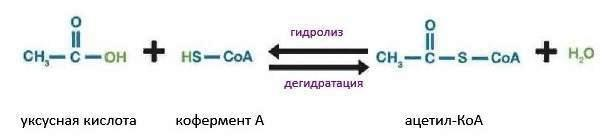 O
CH₃—C—OH + HS—CoA
гидролиз
дегидратация
O
CH₃—C—S—CoA + H₂O
уксусная кислота
кофермент А
ацетил-КоА